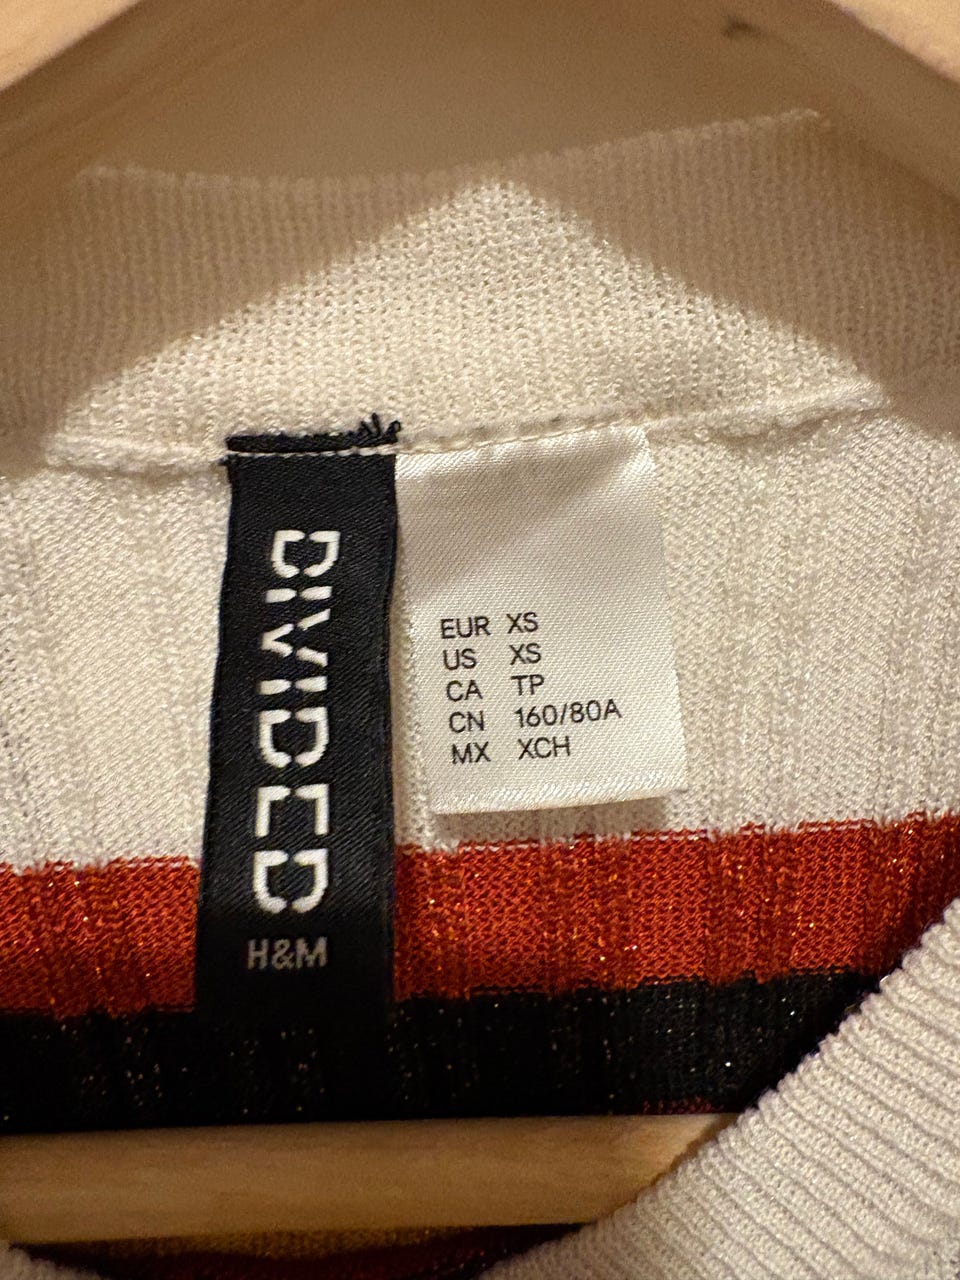 DIVIDED
H&M
EUR XS
US XS
CA TP
CN 160/80A
MX XCH